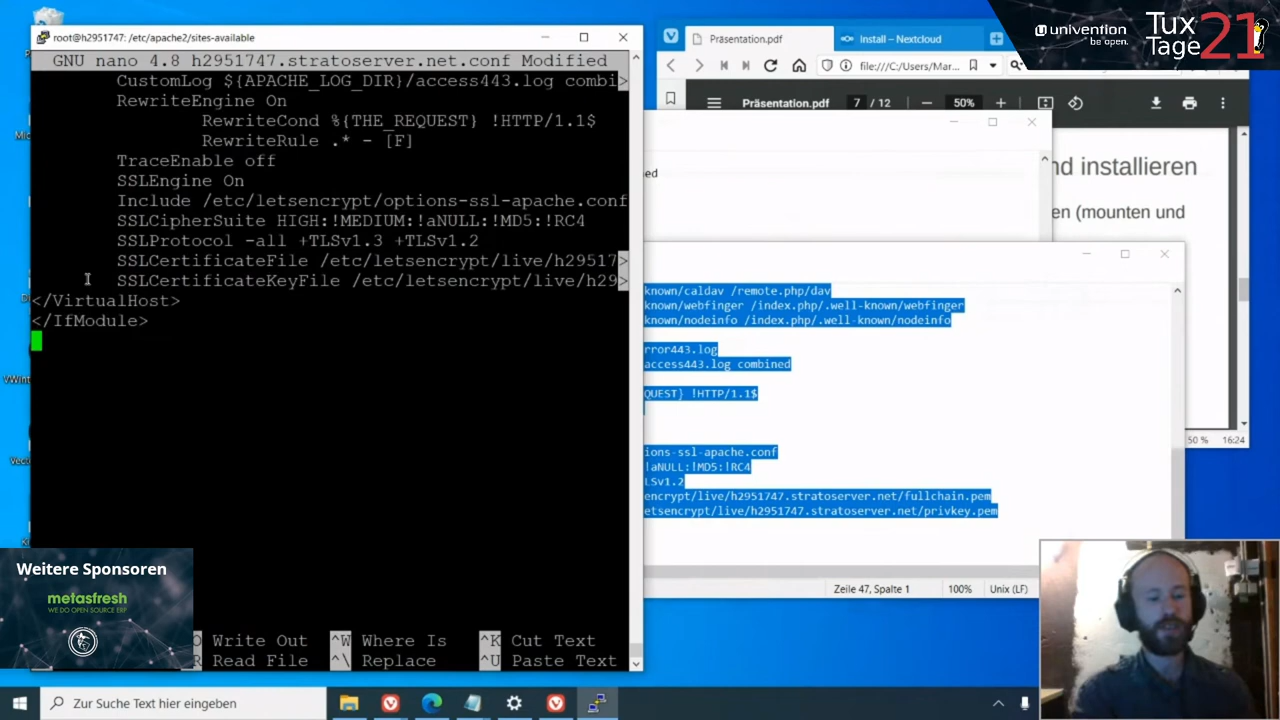 root@h2951747: /etc/apache2/sites-available
GNU nano 4.8 h2951747.stratoserver.net.conf Modified
CustomLog ${APACHE_LOG_DIR}/access443.log combi>
RewriteEngine On
RewriteCond %{THE_REQUEST} !HTTP/1.1$
RewriteRule .* - [F]
TraceEnable off
SSLEngine On
Include /etc/letsencrypt/options-ssl-apache.conf
SSLCipherSuite HIGH:!MEDIUM:!aNULL:!MD5:!RC4
SSLProtocol -all +TLSv1.3 +TLSv1.2
SSLCertificateFile /etc/letsencrypt/live/h29517>
SSLCertificateKeyFile /etc/letsencrypt/live/h29>
</VirtualHost>
</IfModule>
Write Out ^W Where Is ^K Cut Text
Read File ^\ Replace ^U Paste Text
Präsentation.pdf
Install – Nextcloud
file:///C:/Users/Mar...
Präsentation.pdf 7 / 12 50%
nd installieren
en (mounten und
50 % 16:24
ed
known/caldav /remote.php/dav
known/webfinger /index.php/.well-known/webfinger
known/nodeinfo /index.php/.well-known/nodeinfo
rror443.log
access443.log combined
QUEST} !HTTP/1.1$
ions-ssl-apache.conf
!aNULL:!MD5:!RC4
LSv1.2
encrypt/live/h2951747.stratoserver.net/fullchain.pem
etsencrypt/live/h2951747.stratoserver.net/privkey.pem
Zeile 47, Spalte 1 100% Unix (LF)
univention
be open.
Tux
Tage 21
Weitere Sponsoren
metasfresh
WE DO OPEN SOURCE ERP
Zur Suche Text hier eingeben